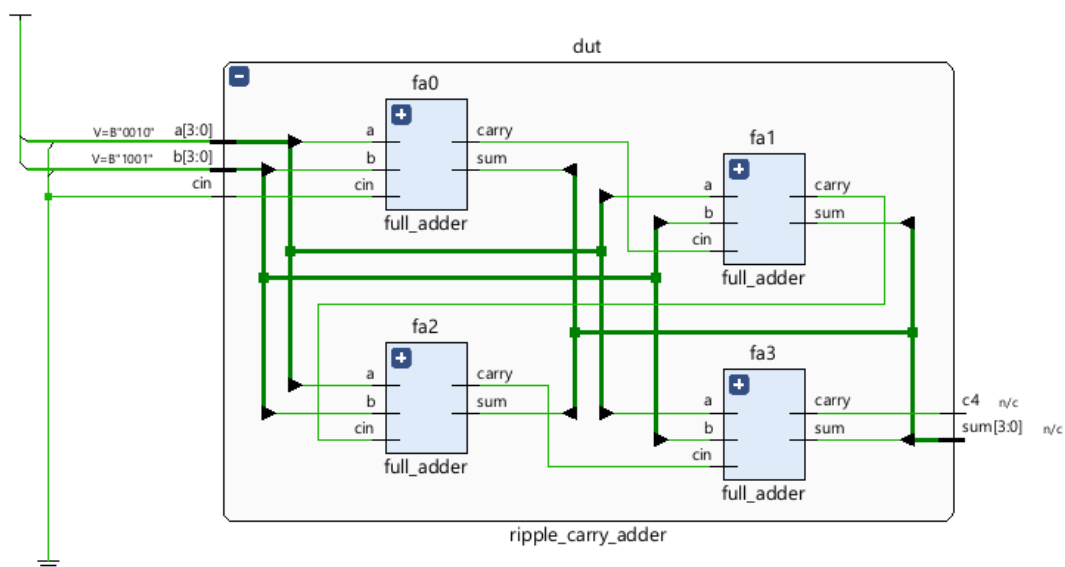 dut
fa0
V=B"0010" a[3:0]
V=B"1001" b[3:0]
cin
a
b
cin
carry
sum
full_adder
fa1
a
b
cin
carry
sum
full_adder
fa2
a
b
cin
carry
sum
full_adder
fa3
a
b
cin
carry
sum
full_adder
c4 n/c
sum[3:0] n/c
ripple_carry_adder